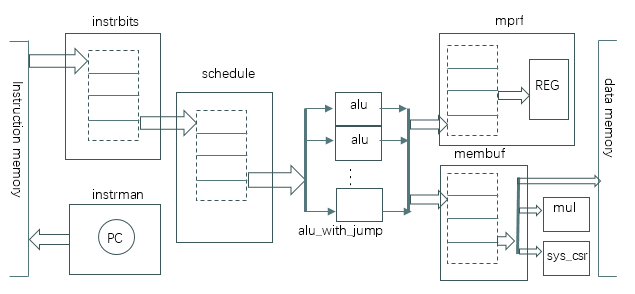 instrbits
mprf
schedule
Instruction memory
alu
REG
data memory
alu
membuf
instrman
⋮
PC
mul
alu_with_jump
sys_csr